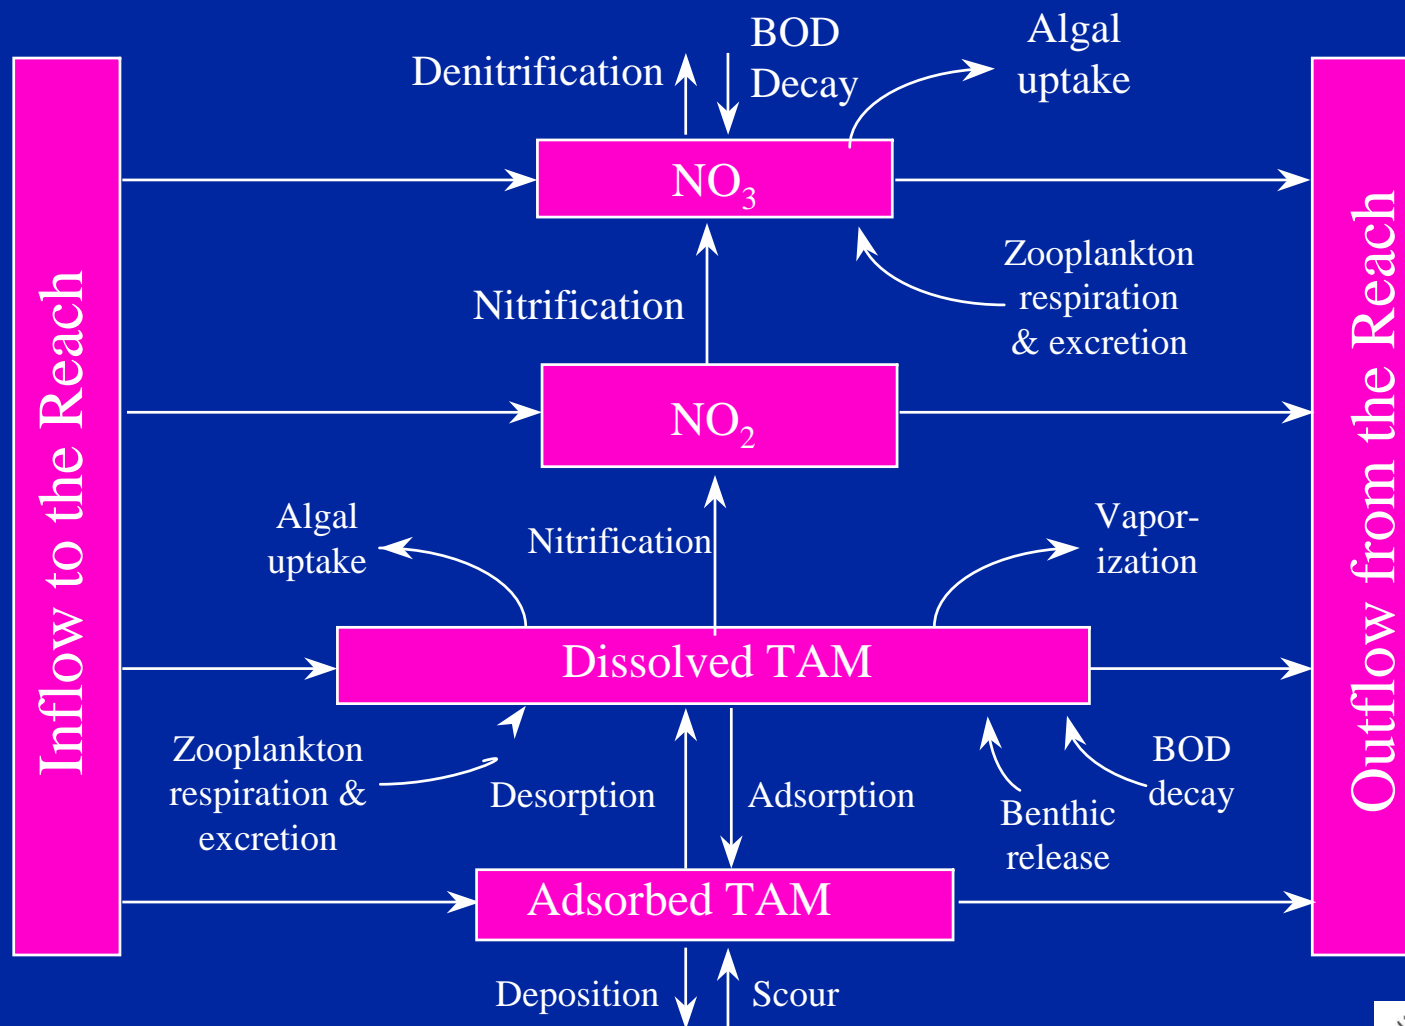 BOD
Decay
Algal
uptake
Denitrification
NO₃
Zooplankton
respiration
& excretion
Nitrification
NO₂
Inflow to the Reach
Outflow from the Reach
Algal
uptake
Nitrification
Vapor-
ization
Dissolved TAM
Zooplankton
respiration &
excretion
Desorption
Adsorption
Benthic
release
BOD
decay
Adsorbed TAM
Deposition
Scour